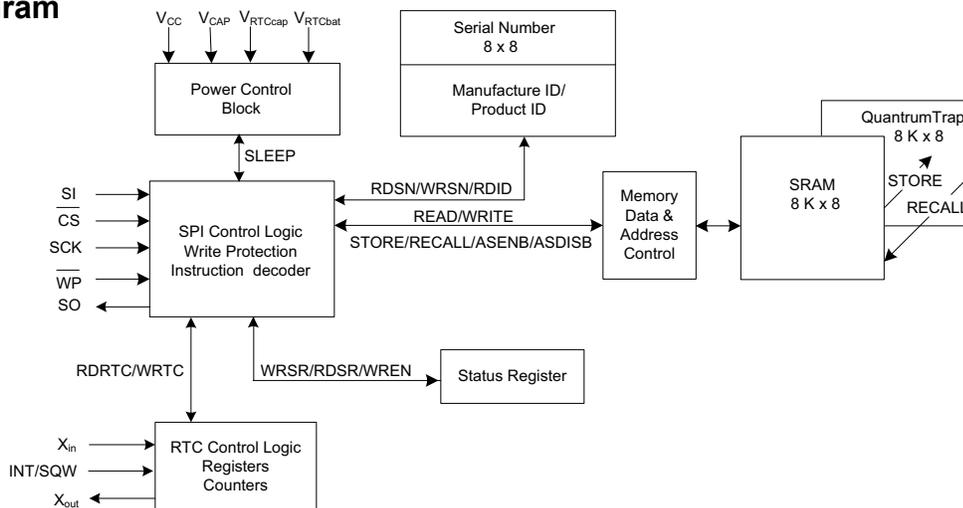 ram
VCC VCAP VRTCcap VRTCbat
Power Control
Block
Serial Number
8 x 8
Manufacture ID/
Product ID
QuantumTrap
8 K x 8
SLEEP
SI
CS
SCK
WP
SO
SPI Control Logic
Write Protection
Instruction decoder
RDSN/WRSN/RDID
READ/WRITE
STORE/RECALL/ASENB/ASDISB
Memory
Data &
Address
Control
SRAM
8 K x 8
STORE
RECALL
RDRTC/WRTC
WRSR/RDSR/WREN
Status Register
Xin
INT/SQW
Xout
RTC Control Logic
Registers
Counters